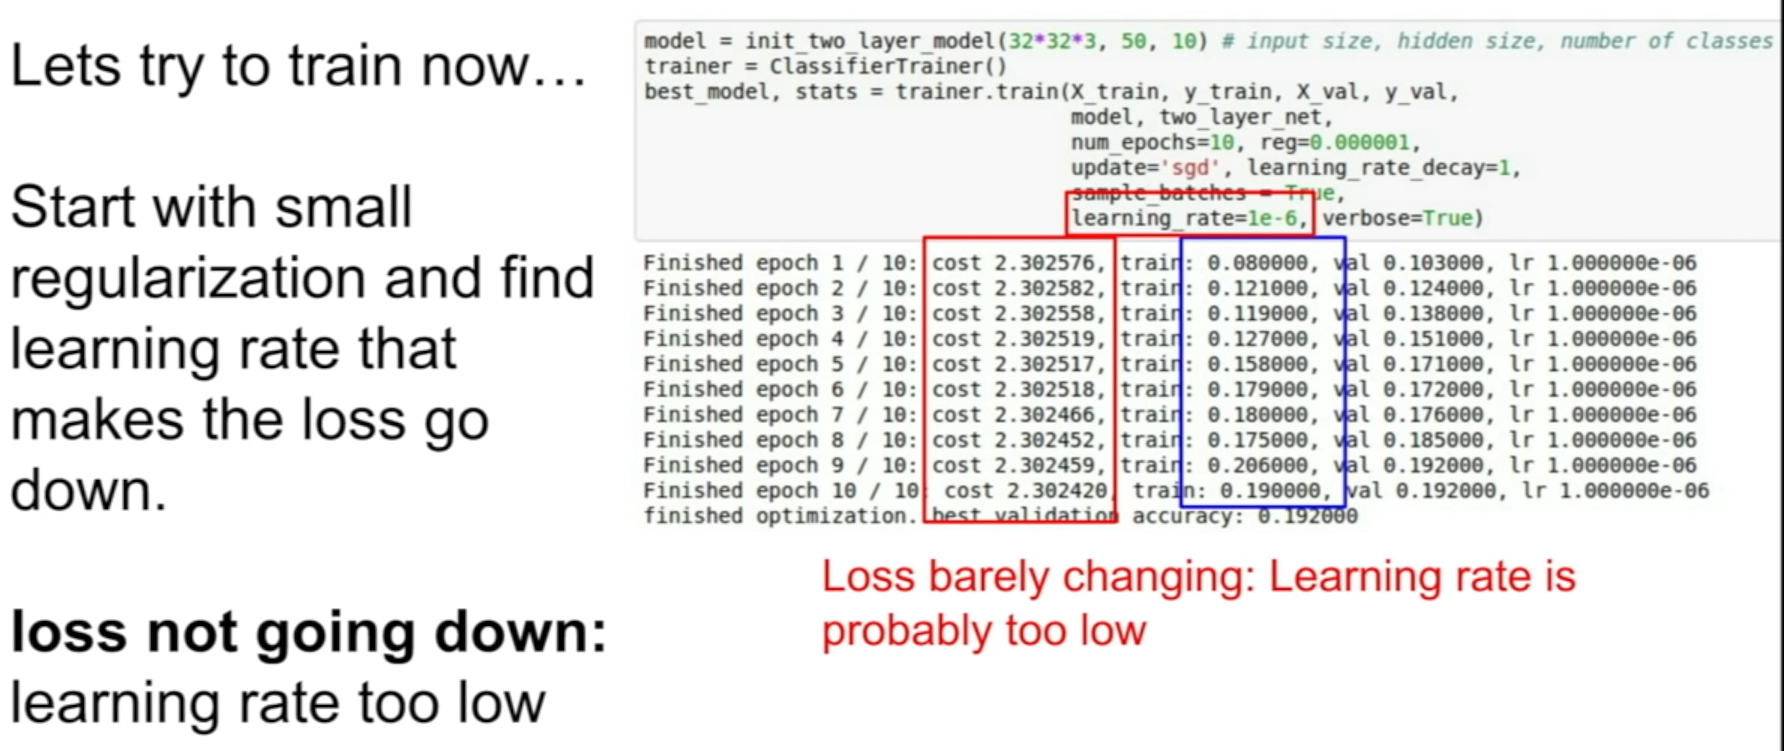 Lets try to train now…
Start with small
regularization and find
learning rate that
makes the loss go
down.
loss not going down:
learning rate too low
model = init_two_layer_model(32*32*3, 50, 10) # input size, hidden size, number of classes
trainer = ClassifierTrainer()
best_model, stats = trainer.train(X_train, y_train, X_val, y_val,
model, two_layer_net,
num_epochs=10, reg=0.000001,
update='sgd', learning_rate_decay=1,
sample_batches = True,
learning_rate=1e-6, verbose=True)
Finished epoch 1 / 10: cost 2.302576, train: 0.080000, val 0.103000, lr 1.000000e-06
Finished epoch 2 / 10: cost 2.302582, train: 0.121000, val 0.124000, lr 1.000000e-06
Finished epoch 3 / 10: cost 2.302558, train: 0.119000, val 0.138000, lr 1.000000e-06
Finished epoch 4 / 10: cost 2.302519, train: 0.127000, val 0.151000, lr 1.000000e-06
Finished epoch 5 / 10: cost 2.302517, train: 0.158000, val 0.171000, lr 1.000000e-06
Finished epoch 6 / 10: cost 2.302518, train: 0.179000, val 0.172000, lr 1.000000e-06
Finished epoch 7 / 10: cost 2.302466, train: 0.180000, val 0.176000, lr 1.000000e-06
Finished epoch 8 / 10: cost 2.302452, train: 0.175000, val 0.185000, lr 1.000000e-06
Finished epoch 9 / 10: cost 2.302459, train: 0.206000, val 0.192000, lr 1.000000e-06
Finished epoch 10 / 10: cost 2.302420, train: 0.190000, val 0.192000, lr 1.000000e-06
finished optimization. best validation accuracy: 0.192000
Loss barely changing: Learning rate is
probably too low